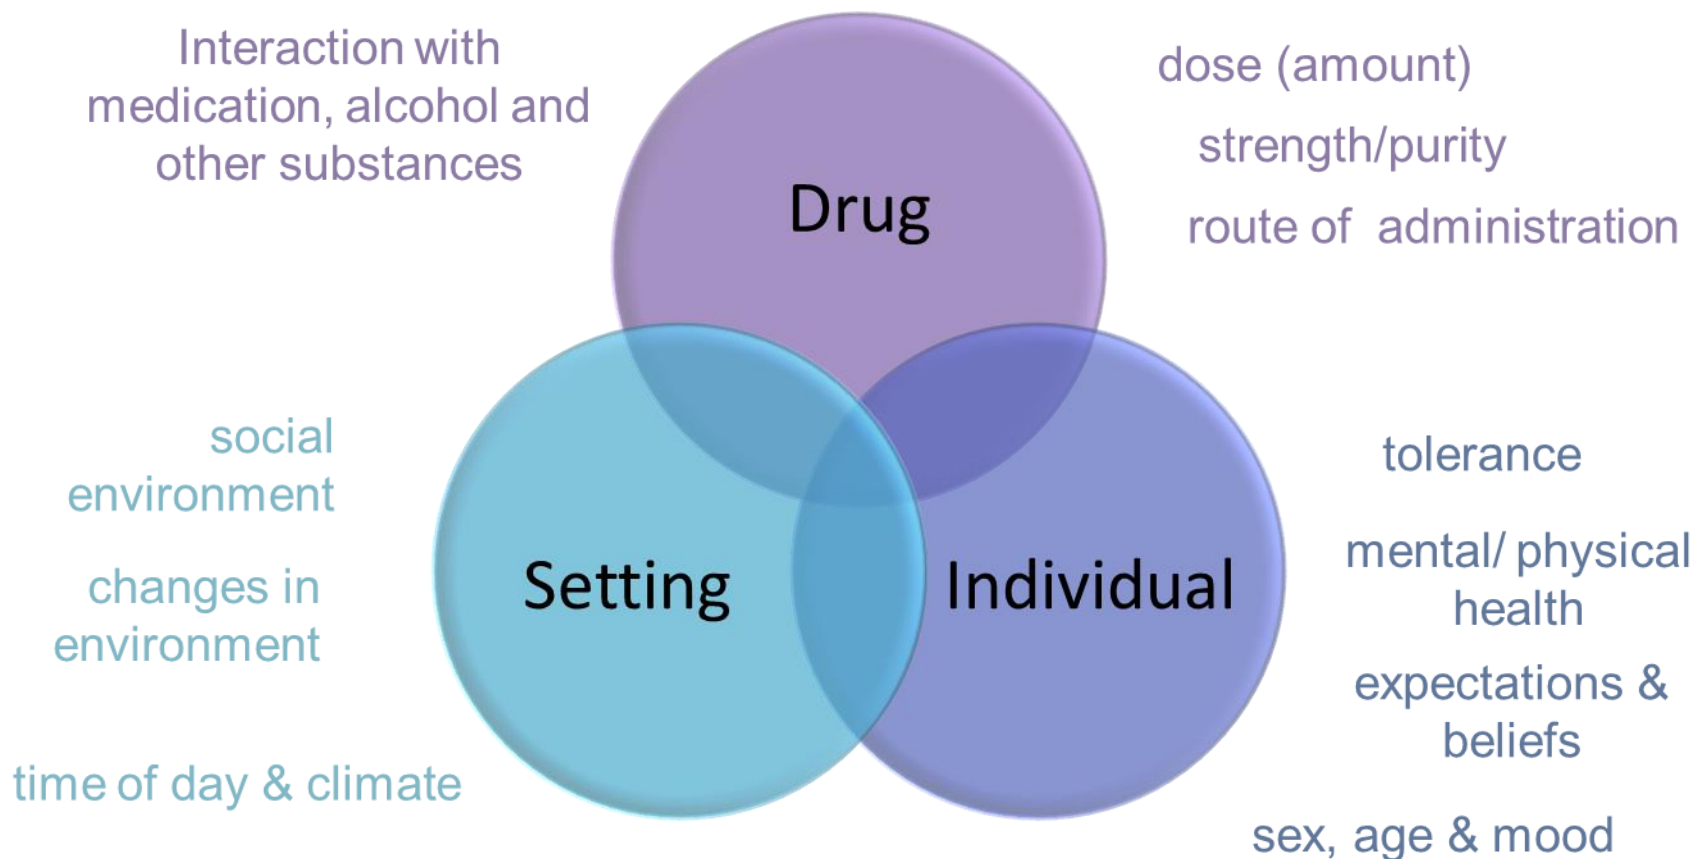 Interaction with
medication, alcohol and
other substances
dose (amount)
strength/purity
route of administration
Drug
social
environment
changes in
environment
time of day & climate
Setting
Individual
tolerance
mental/ physical
health
expectations &
beliefs
sex, age & mood